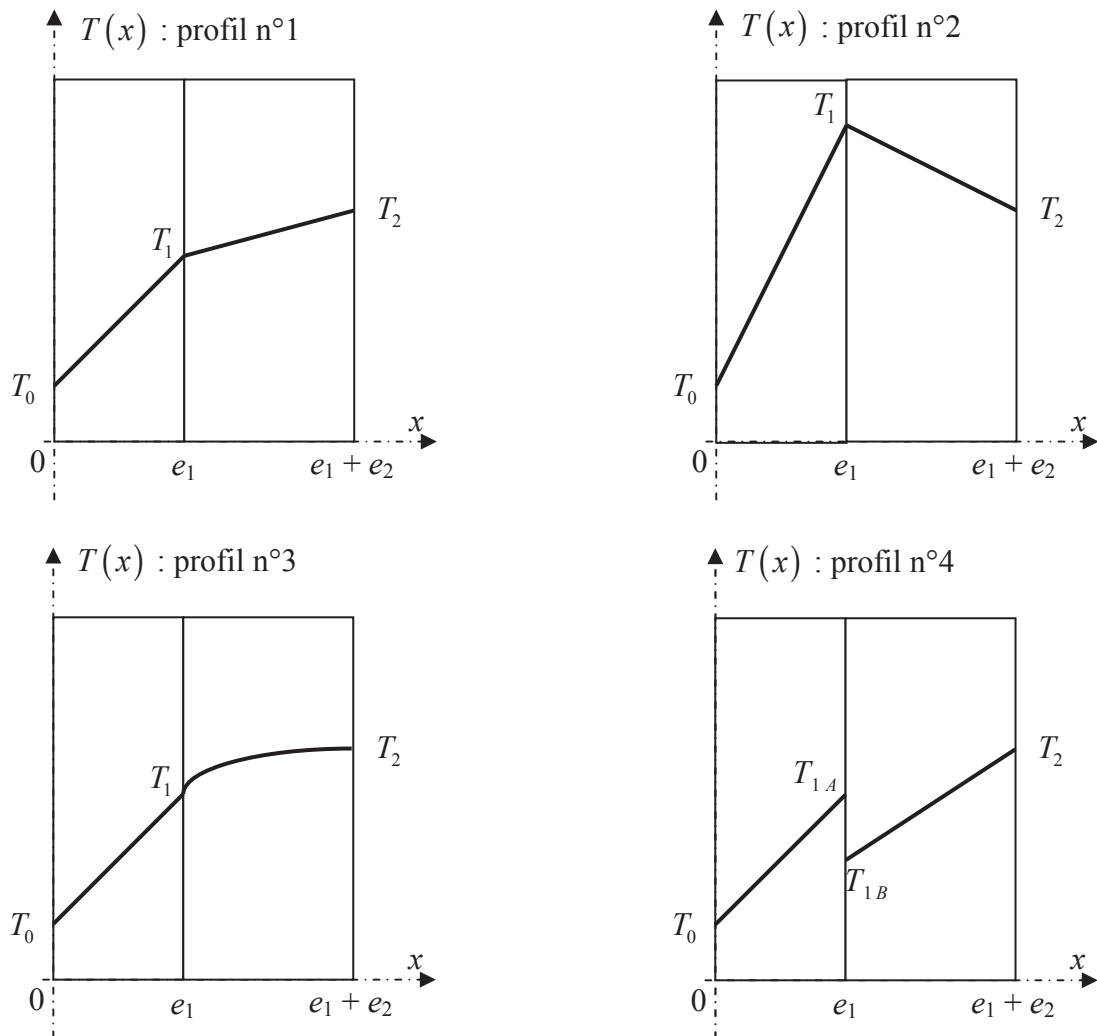 T(x) : profil n°1
T₁
T₂
T₀
x
0
e₁
e₁ + e₂
T(x) : profil n°2
T₁
T₂
T₀
x
0
e₁
e₁ + e₂
T(x) : profil n°3
T₁
T₂
T₀
x
0
e₁
e₁ + e₂
T(x) : profil n°4
T₁ A
T₂
T₁ B
T₀
x
0
e₁
e₁ + e₂